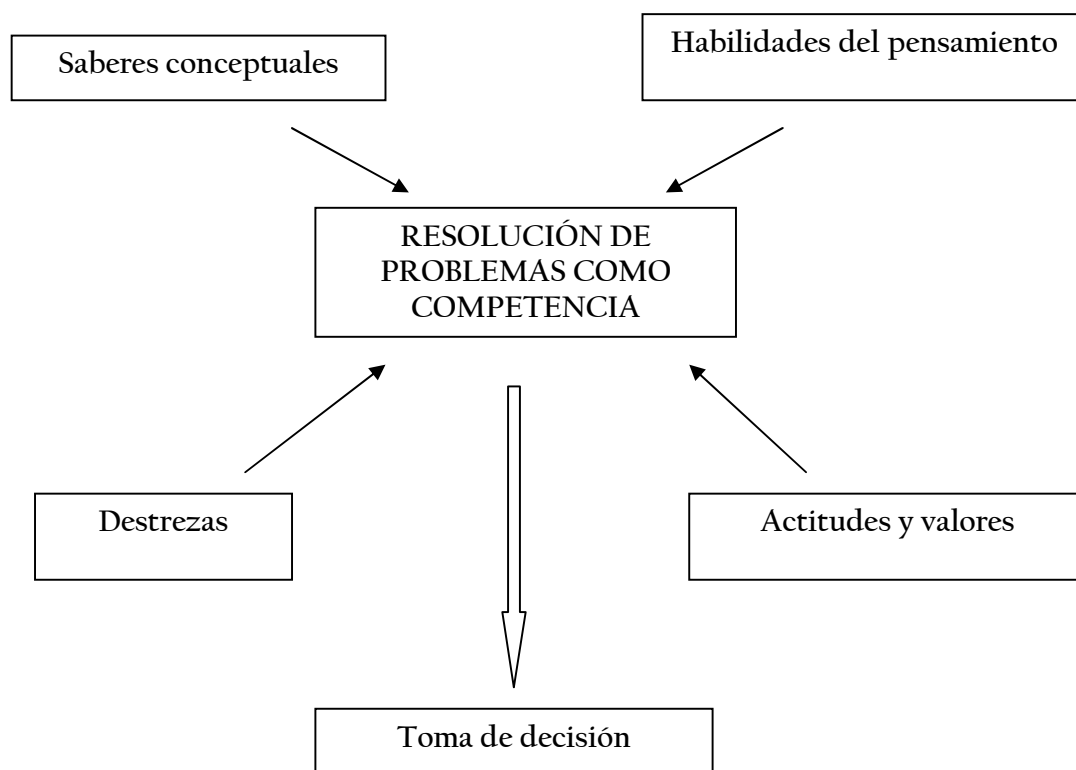 Saberes conceptuales
Habilidades del pensamiento
RESOLUCIÓN DE
PROBLEMAS COMO
COMPETENCIA
Destrezas
Actitudes y valores
Toma de decisión